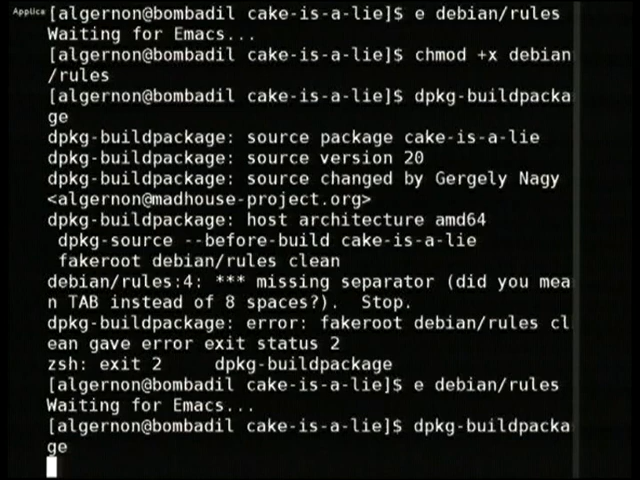 Applica
[algernon@bombadil cake-is-a-lie]$ e debian/rules
Waiting for Emacs...
[algernon@bombadil cake-is-a-lie]$ chmod +x debian
/rules
[algernon@bombadil cake-is-a-lie]$ dpkg-buildpacka
ge
dpkg-buildpackage: source package cake-is-a-lie
dpkg-buildpackage: source version 20
dpkg-buildpackage: source changed by Gergely Nagy
<algernon@madhouse-project.org>
dpkg-buildpackage: host architecture amd64
 dpkg-source --before-build cake-is-a-lie
 fakeroot debian/rules clean
debian/rules:4: *** missing separator (did you mea
n TAB instead of 8 spaces?).  Stop.
dpkg-buildpackage: error: fakeroot debian/rules cl
ean gave error exit status 2
zsh: exit 2     dpkg-buildpackage
[algernon@bombadil cake-is-a-lie]$ e debian/rules
Waiting for Emacs...
[algernon@bombadil cake-is-a-lie]$ dpkg-buildpacka
ge